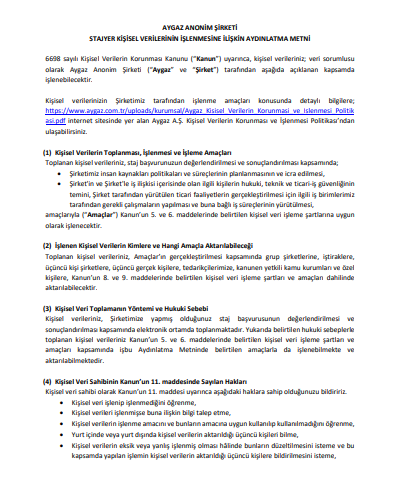 AYGAZ ANONİM ŞİRKETİ
STAJYER KİŞİSEL VERİLERİNİN İŞLENMESİNE İLİŞKİN AYDINLATMA METNİ
6698 sayılı Kişisel Verilerin Korunması Kanunu ("Kanun") uyarınca, kişisel verileriniz; veri sorumlusu
olarak Aygaz Anonim Şirketi ("Aygaz" ve "Şirket") tarafından aşağıda açıklanan kapsamda
işlenebilecektir.
Kişisel verilerinizin Şirketimiz tarafından işlenme amaçları konusunda detaylı bilgilere;
https://www.aygaz.com.tr/uploads/kurumsal/Aygaz Kisisel Verilerin Korunmasi ve Islenmesi Politik
asi.pdf internet sitesinde yer alan Aygaz A.Ş. Kişisel Verilerin Korunması ve İşlenmesi Politikası'ndan
ulaşabilirsiniz.
(1) Kişisel Verilerin Toplanması, İşlenmesi ve İşleme Amaçları
Toplanan kişisel verileriniz, staj başvurunuzun değerlendirilmesi ve sonuçlandırılması kapsamında;
• Şirketimiz insan kaynakları politikaları ve süreçlerinin planlanmasının ve icra edilmesi,
• Şirket'in ve Şirket'le iş ilişkisi içerisinde olan ilgili kişilerin hukuki, teknik ve ticari-iş güvenliğinin
temini, Şirket tarafından yürütülen ticari faaliyetlerin gerçekleştirilmesi için ilgili iş birimlerimiz
tarafından gerekli çalışmaların yapılması ve buna bağlı iş süreçlerinin yürütülmesi,
amaçlarıyla ("Amaçlar") Kanun'un 5. ve 6. maddelerinde belirtilen kişisel veri işleme şartlarına uygun
olarak işlenecektir.
(2) İşlenen Kişisel Verilerin Kimlere ve Hangi Amaçla Aktarılabileceği
Toplanan kişisel verileriniz, Amaçlar'ın gerçekleştirilmesi kapsamında grup şirketlerine, iştiraklere,
üçüncü kişi şirketlere, üçüncü gerçek kişilere, tedarikçilerimize, kanunen yetkili kamu kurumları ve özel
kişilere, Kanun'un 8. ve 9. maddelerinde belirtilen kişisel veri işleme şartları ve amaçları dahilinde
aktarılabilecektir.
(3) Kişisel Veri Toplamanın Yöntemi ve Hukuki Sebebi
Kişisel verileriniz, Şirketimize yapmış olduğunuz staj başvurusunun değerlendirilmesi ve
sonuçlandırılması kapsamında elektronik ortamda toplanmaktadır. Yukarıda belirtilen hukuki sebeplerle
toplanan kişisel verileriniz Kanun'un 5. ve 6. maddelerinde belirtilen kişisel veri işleme şartları ve
amaçları kapsamında işbu Aydınlatma Metninde belirtilen amaçlarla da işlenebilmekte ve
aktarılabilmektedir.
(4) Kişisel Veri Sahibinin Kanun'un 11. maddesinde Sayılan Hakları
Kişisel veri sahibi olarak Kanun'un 11. maddesi uyarınca aşağıdaki haklara sahip olduğunuzu bildiririz.
• Kişisel veri işlenip işlenmediğini öğrenme,
• Kişisel verileri işlenmişse buna ilişkin bilgi talep etme,
• Kişisel verilerin işlenme amacını ve bunların amacına uygun kullanılıp kullanılmadığını öğrenme,
• Yurt içinde veya yurt dışında kişisel verilerin aktarıldığı üçüncü kişileri bilme,
• Kişisel verilerin eksik veya yanlış işlenmiş olması hâlinde bunların düzeltilmesini isteme ve bu
kapsamda yapılan işlemin kişisel verilerin aktarıldığı üçüncü kişilere bildirilmesini isteme,